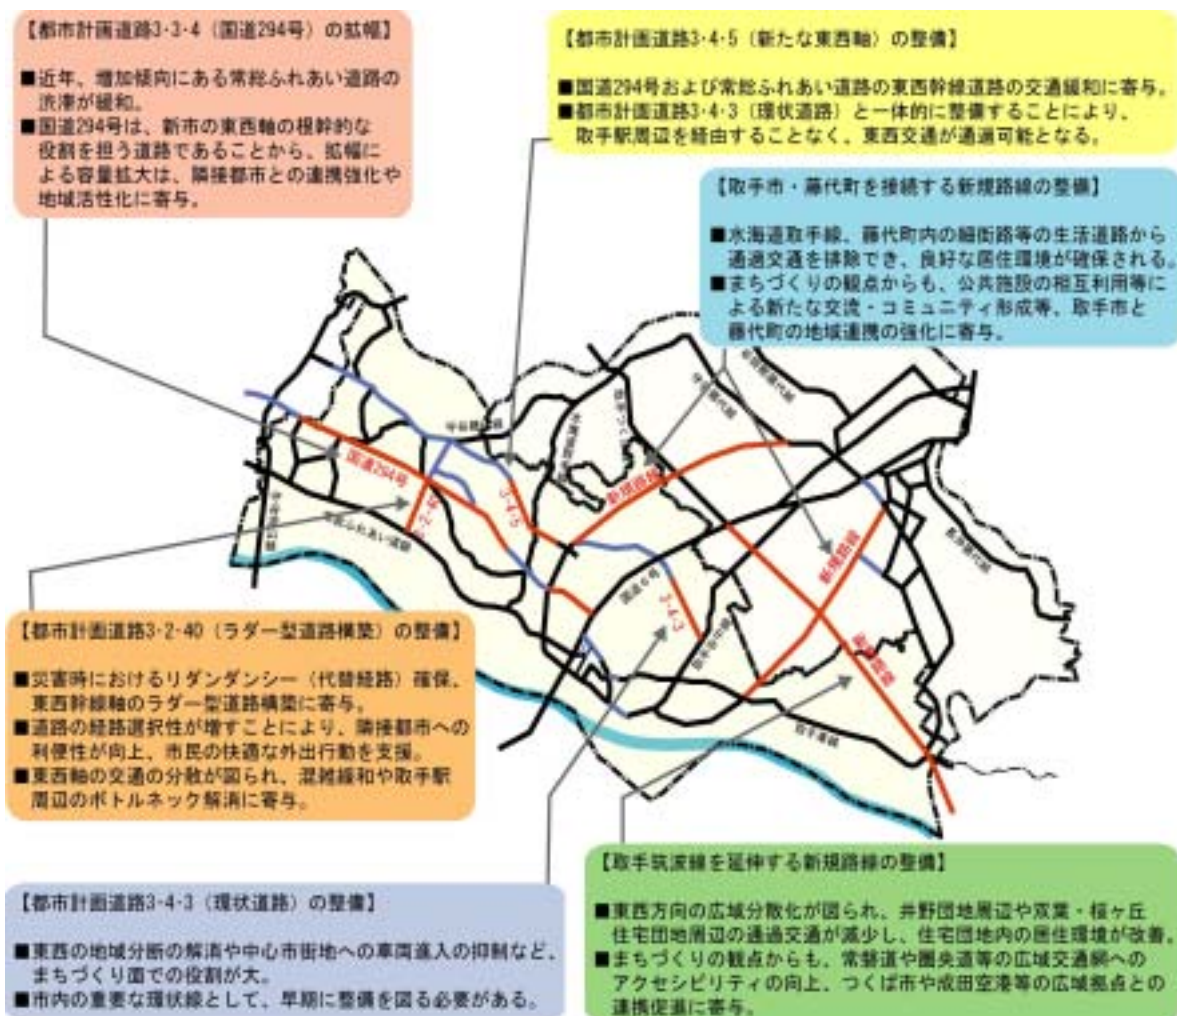 【都市計画道路3・3・4（国道294号）の拡幅】
■近年、増加傾向にある常総ふれあい道路の
渋滞が緩和。
■国道294号は、新市の東西軸の根幹的な
役割を担う道路であることから、拡幅に
よる容量拡大は、隣接都市との連携強化や
地域活性化に寄与。
【都市計画道路3・4・5（新たな東西軸）の整備】
■国道294号および常総ふれあい道路の東西幹線道路の交通緩和に寄与。
■都市計画道路3・4・3（環状道路）と一体的に整備することにより、
取手駅周辺を経由することなく、東西交通が通過可能となる。
【取手市・藤代町を接続する新規路線の整備】
■水海道取手線、藤代町内の細街路等の生活道路から
通過交通を排除でき、良好な居住環境が確保される。
■まちづくりの観点からも、公共施設の相互利用等に
よる新たな交流・コミュニティ形成等、取手市と
藤代町の地域連携の強化に寄与。
国道294号
3・4・5
新規路線
国道6号
3・4・3
新規路線
【都市計画道路3・2・40（ラダー型道路構築）の整備】
■災害時におけるリダンダンシー（代替経路）確保、
東西幹線軸のラダー型道路構築に寄与。
■道路の経路選択性が増すことにより、隣接都市への
利便性が向上、市民の快適な外出行動を支援。
■東西軸の交通の分散が図られ、混雑緩和や取手駅
周辺のボトルネック解消に寄与。
【都市計画道路3・4・3（環状道路）の整備】
■東西の地域分断の解消や中心市街地への車両進入の抑制など、
まちづくり面での役割が大。
■市内の重要な環状線として、早期に整備を図る必要がある。
【取手筑波線を延伸する新規路線の整備】
■東西方向の広域分散化が図られ、井野団地周辺や双葉・桜ヶ丘
住宅団地周辺の通過交通が減少し、住宅団地内の居住環境が改善。
■まちづくりの観点からも、常磐道や圏央道等の広域交通網への
アクセシビリティの向上、つくば市や成田空港等の広域拠点との
連携促進に寄与。